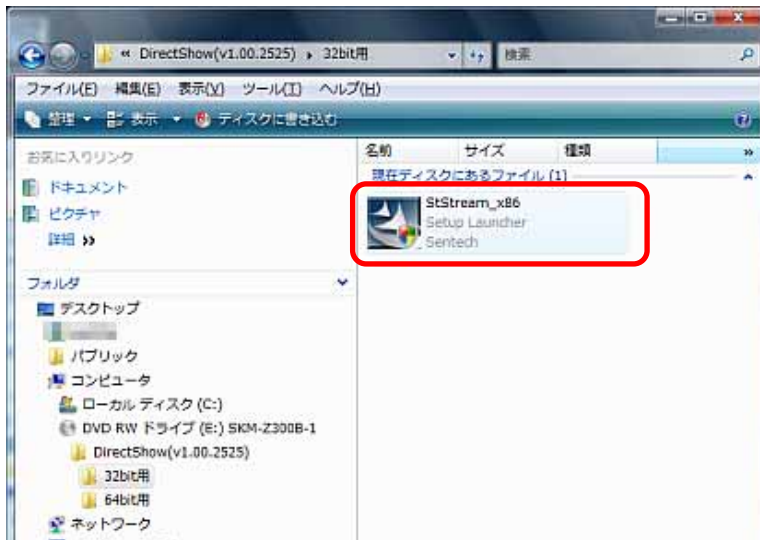 « DirectShow(v1.00.2525) ▸ 32bit用
検索
ファイル(F) 編集(E) 表示(V) ツール(T) ヘルプ(H)
整理 表示 ディスクに書き込む
お気に入りリンク
ドキュメント
ピクチャ
詳細 »
フォルダ
デスクトップ
パブリック
コンピュータ
ローカル ディスク (C:)
DVD RW ドライブ (E:) SKM-Z300B-1
DirectShow(v1.00.2525)
32bit用
64bit用
ネットワーク
名前 サイズ 種類 »
現在ディスクにあるファイル (1)
StStream_x86
Setup Launcher
Sentech